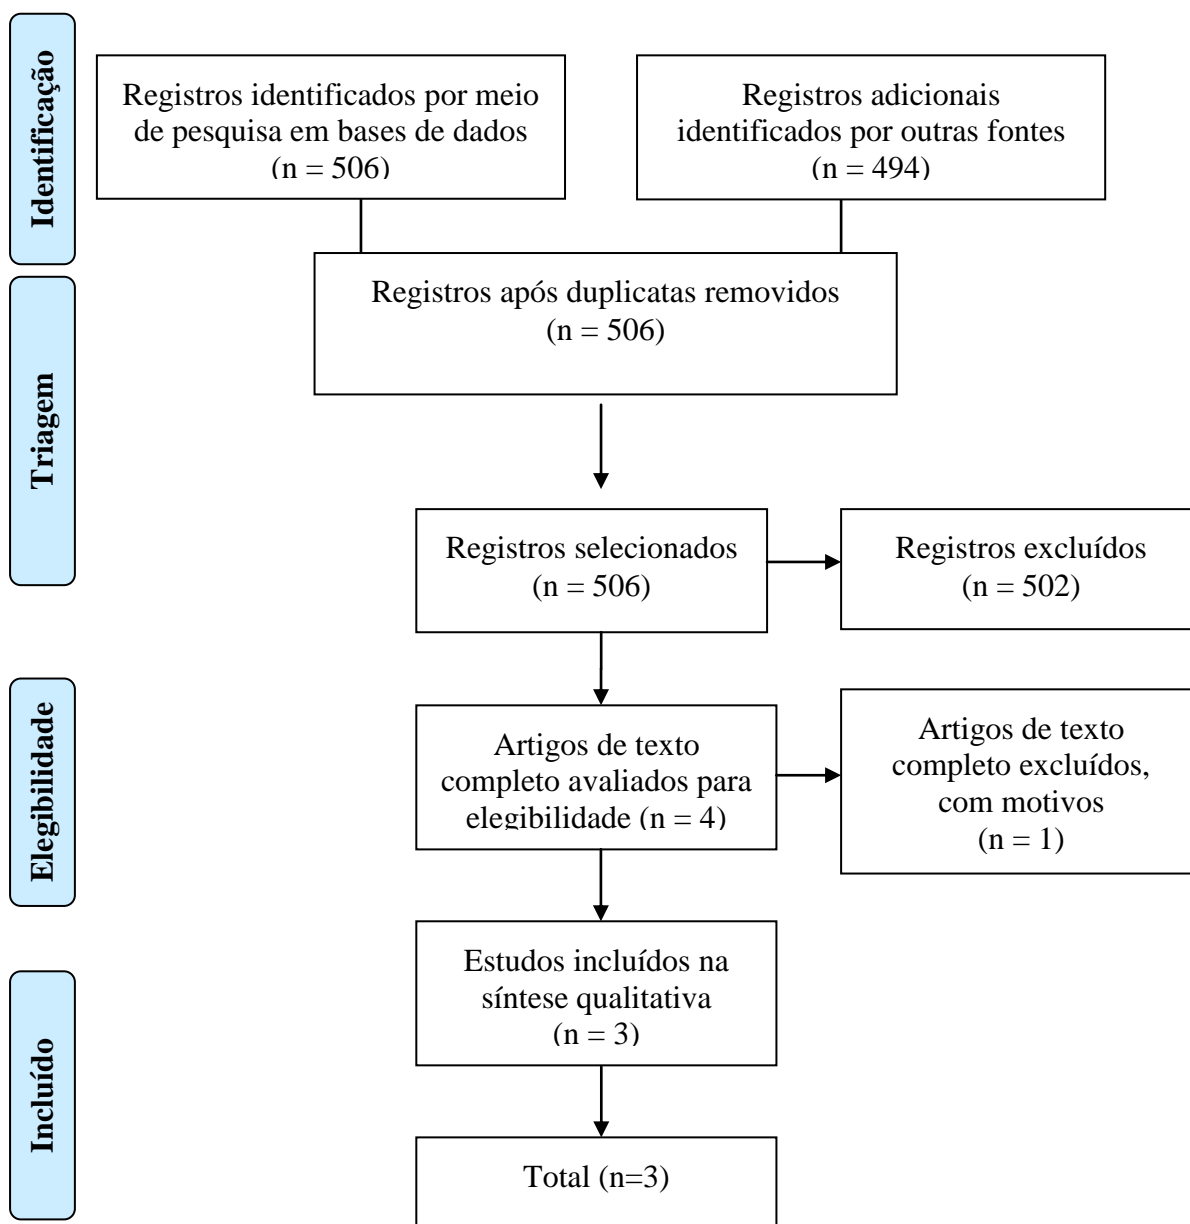 Identificação
Registros identificados por meio
de pesquisa em bases de dados
(n = 506)
Registros adicionais
identificados por outras fontes
(n = 494)
Triagem
Registros após duplicatas removidos
(n = 506)
Registros selecionados
(n = 506)
Registros excluídos
(n = 502)
Elegibilidade
Artigos de texto
completo avaliados para
elegibilidade (n = 4)
Artigos de texto
completo excluídos,
com motivos
(n = 1)
Incluído
Estudos incluídos na
síntese qualitativa
(n = 3)
Total (n=3)